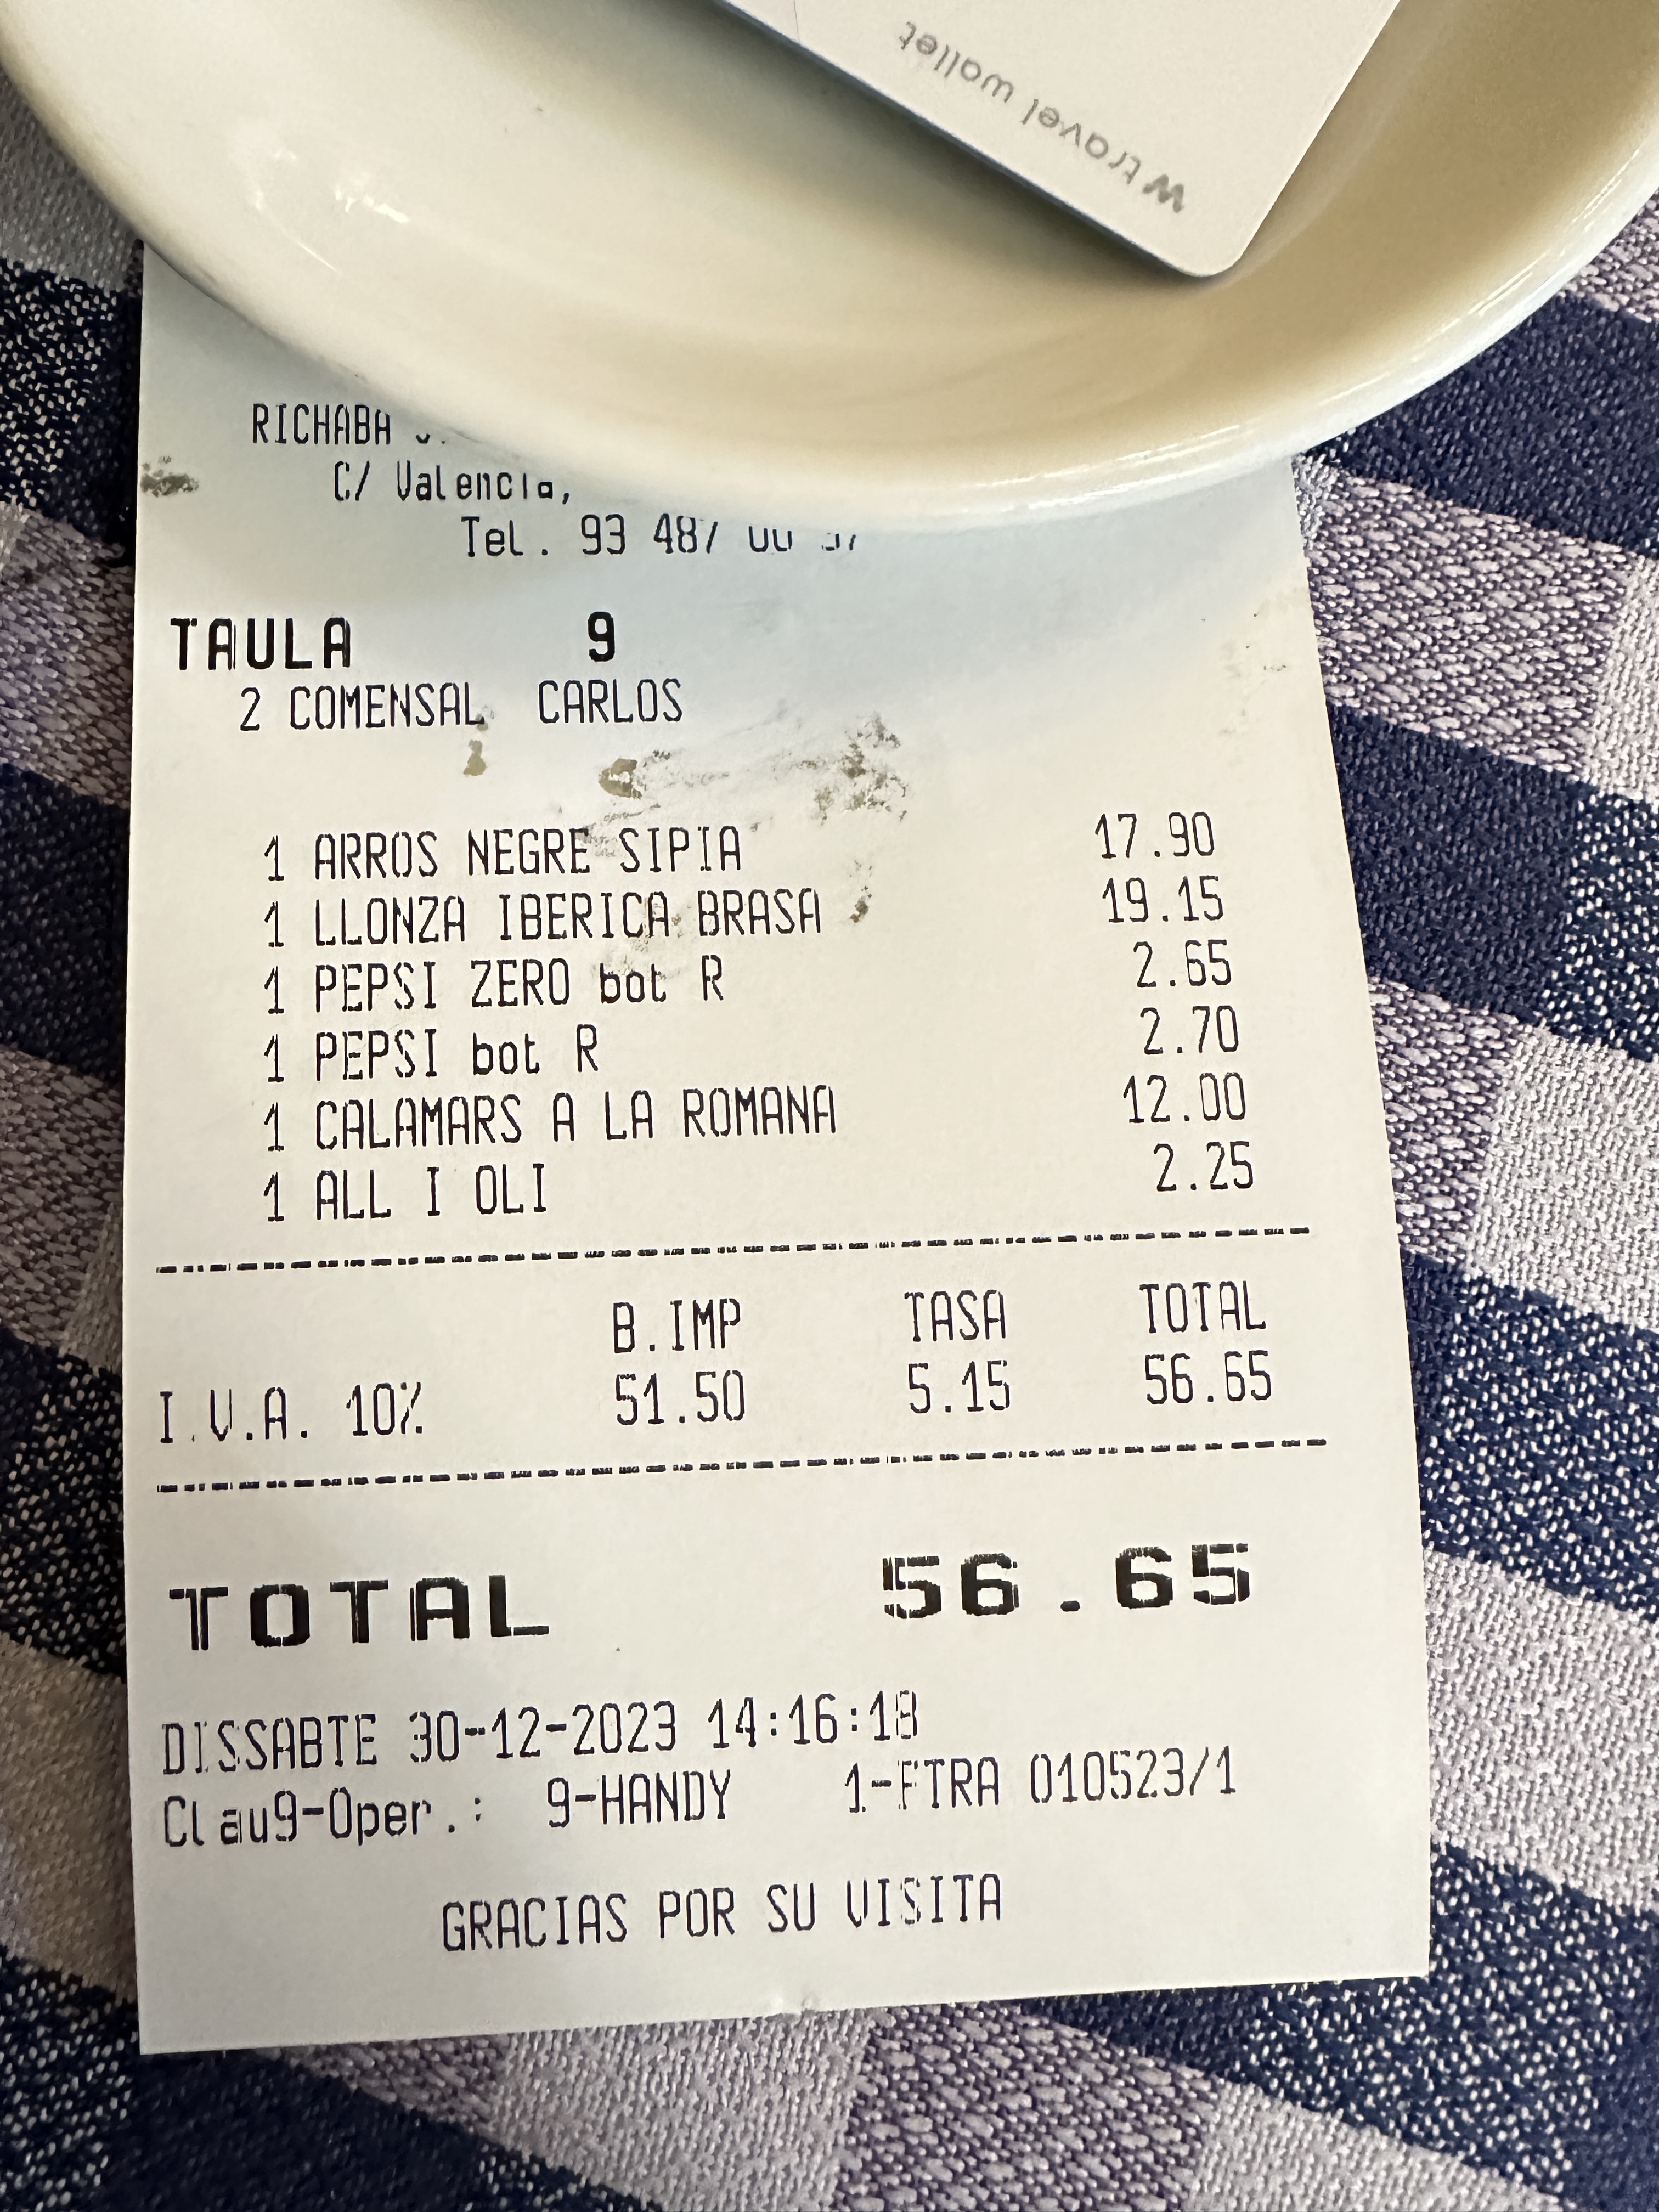 W travel wallet
RICHABA
C/ Valencia,
Tel. 93 487
TAULA 9
2 COMENSAL CARLOS
1 ARROS NEGRE SIPIA 17.90
1 LLONZA IBERICA BRASA 19.15
1 PEPSI ZERO bot R 2.65
1 PEPSI bot R 2.70
1 CALAMARS A LA ROMANA 12.00
1 ALL I OLI 2.25
B.IMP TASA TOTAL
I.V.A. 10% 51.50 5.15 56.65
TOTAL 56.65
DISSABTE 30-12-2023 14:16:18
Clau9-Oper.: 9-HANDY 1-FTRA 010523/1
GRACIAS POR SU VISITA